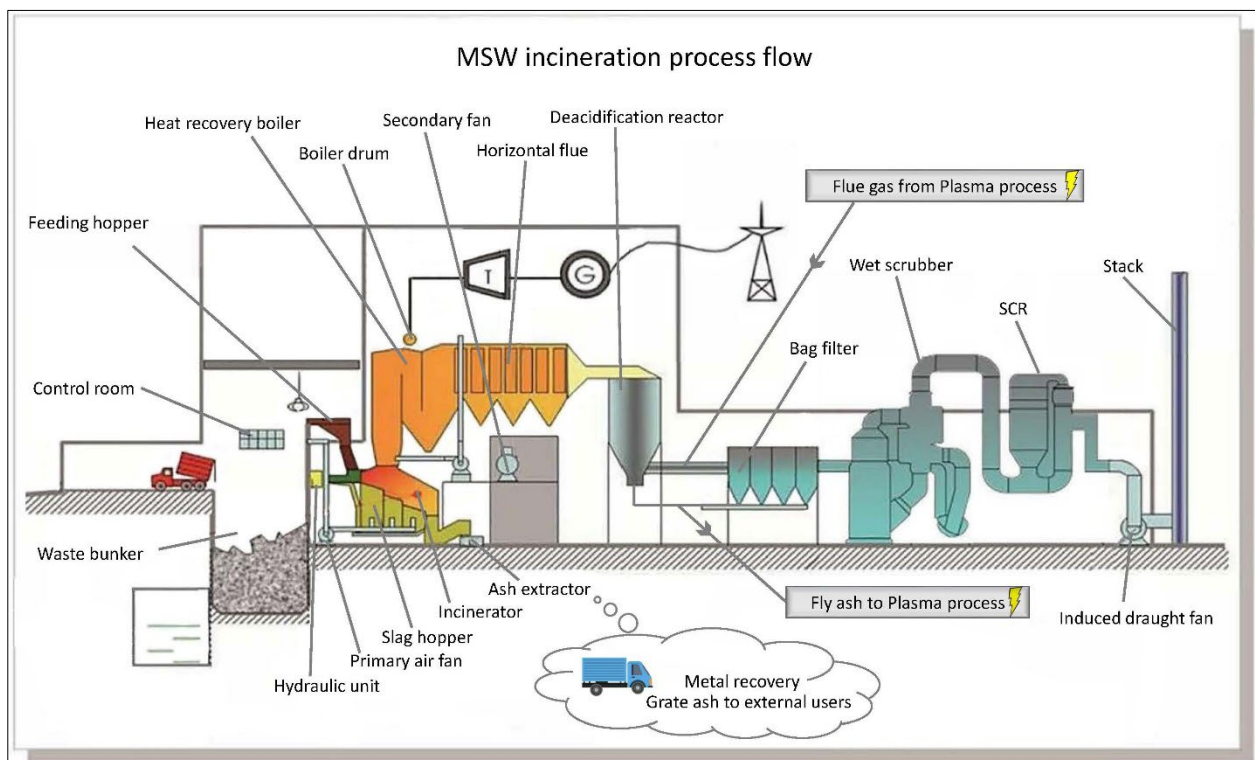 MSW incineration process flow
Deacidification reactor
Secondary fan
Heat recovery boiler
Horizontal flue
Boiler drum
Flue gas from Plasma process
Feeding hopper
Wet scrubber
Stack
T
G
SCR
Bag filter
Control room
Waste bunker
Ash extractor
Incinerator
Slag hopper
Primary air fan
Hydraulic unit
Fly ash to Plasma process
Induced draught fan
Metal recovery
Grate ash to external users